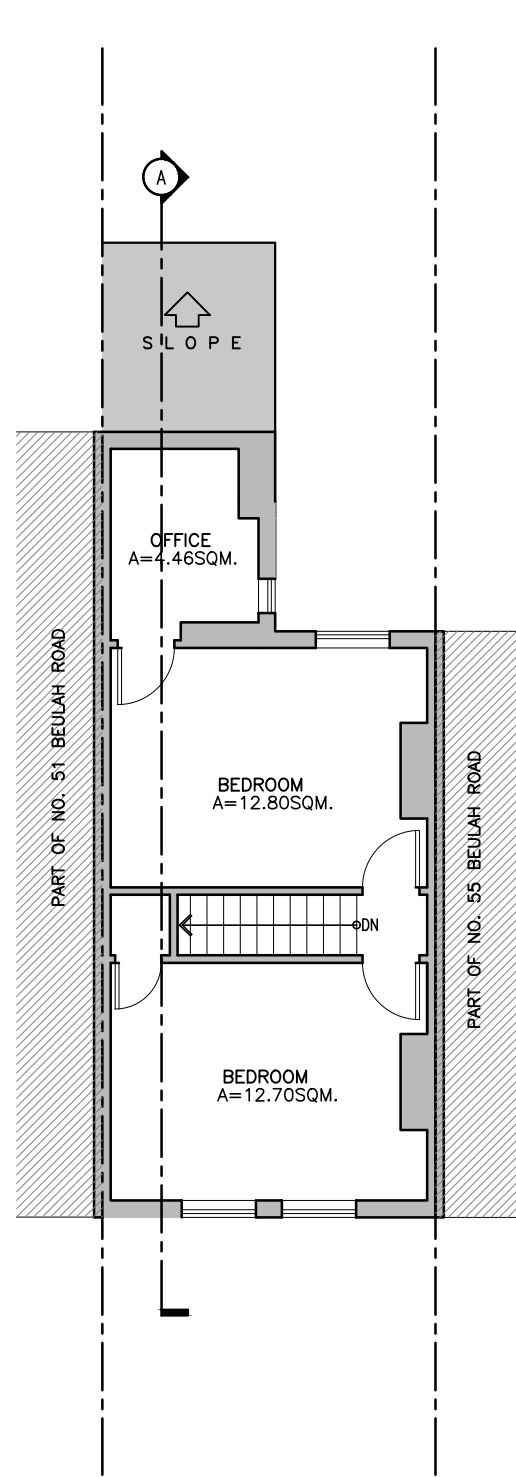 A
SLOPE
OFFICE
A=4.46SQM.
PART OF NO. 51 BEULAH ROAD
BEDROOM
A=12.80SQM.
PART OF NO. 55 BEULAH ROAD
DN
BEDROOM
A=12.70SQM.